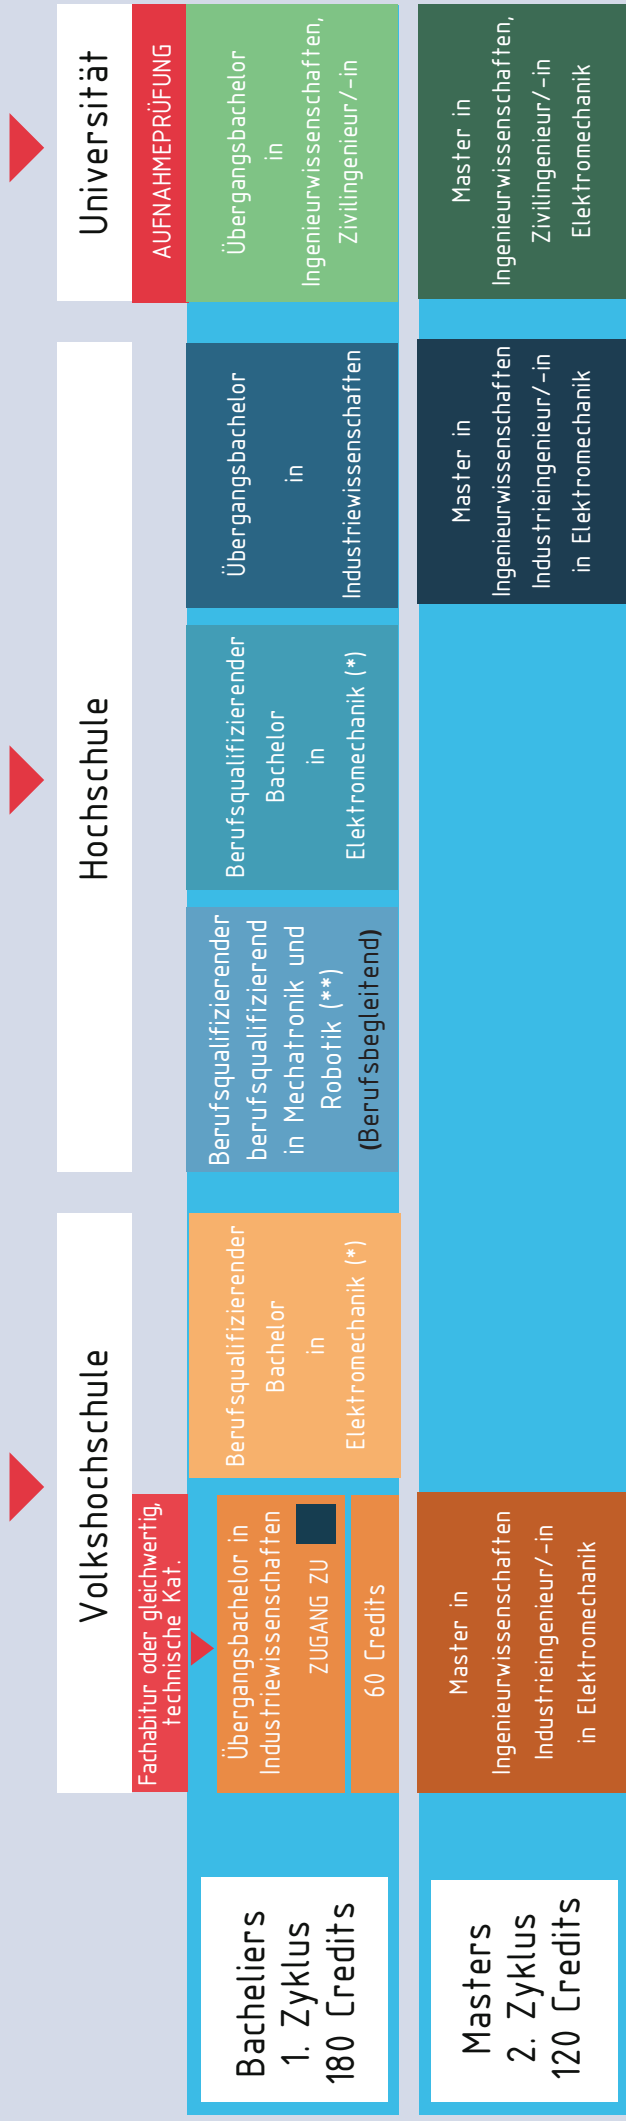 Volkshochschule
Hochschule
Universität
Fachabitur oder gleichwertig,
technische Kat.
AUFNAHMEPRÜFUNG
Bacheliers
1. Zyklus
180 Credits
Übergangsbachelor in
Industriewissenschaften
ZUGANG ZU
60 Credits
Berufsqualifizierender
Bachelor
in
Elektromechanik (*)
Berufsqualifizierender
berufsqualifizierend
in Mechatronik und
Robotik (**)
(Berufsbegleitend)
Berufsqualifizierender
Bachelor
in
Elektromechanik (*)
Übergangsbachelor
in
Industriewissenschaften
Übergangsbachelor
in
Ingenieurwissenschaften,
Zivilingenieur/-in
Masters
2. Zyklus
120 Credits
Master in
Ingenieurwissenschaften
Industrieingenieur/-in
in Elektromechanik
Master in
Ingenieurwissenschaften
Industrieingenieur/-in
in Elektromechanik
Master in
Ingenieurwissenschaften,
Zivilingenieur/-in
Elektromechanik